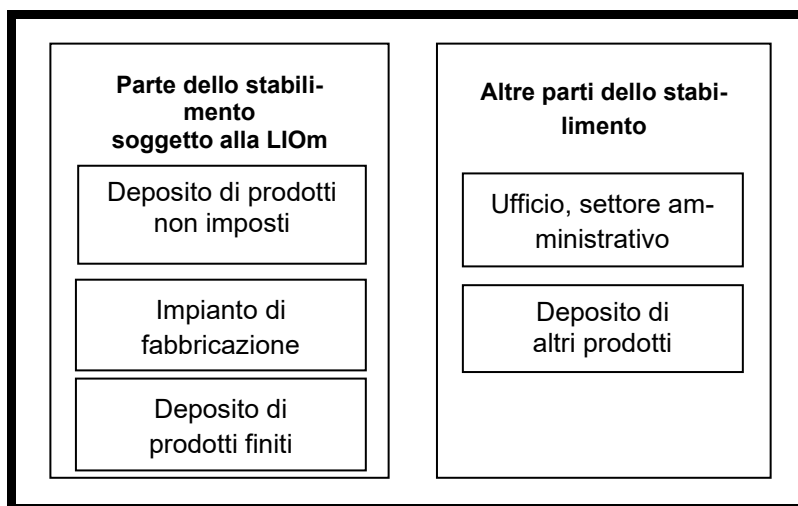 Parte dello stabili-
mento
soggetto alla LIOm
Deposito di prodotti
non imposti
Impianto di
fabbricazione
Deposito di
prodotti finiti
Altre parti dello stabi-
limento
Ufficio, settore am-
ministrativo
Deposito di
altri prodotti